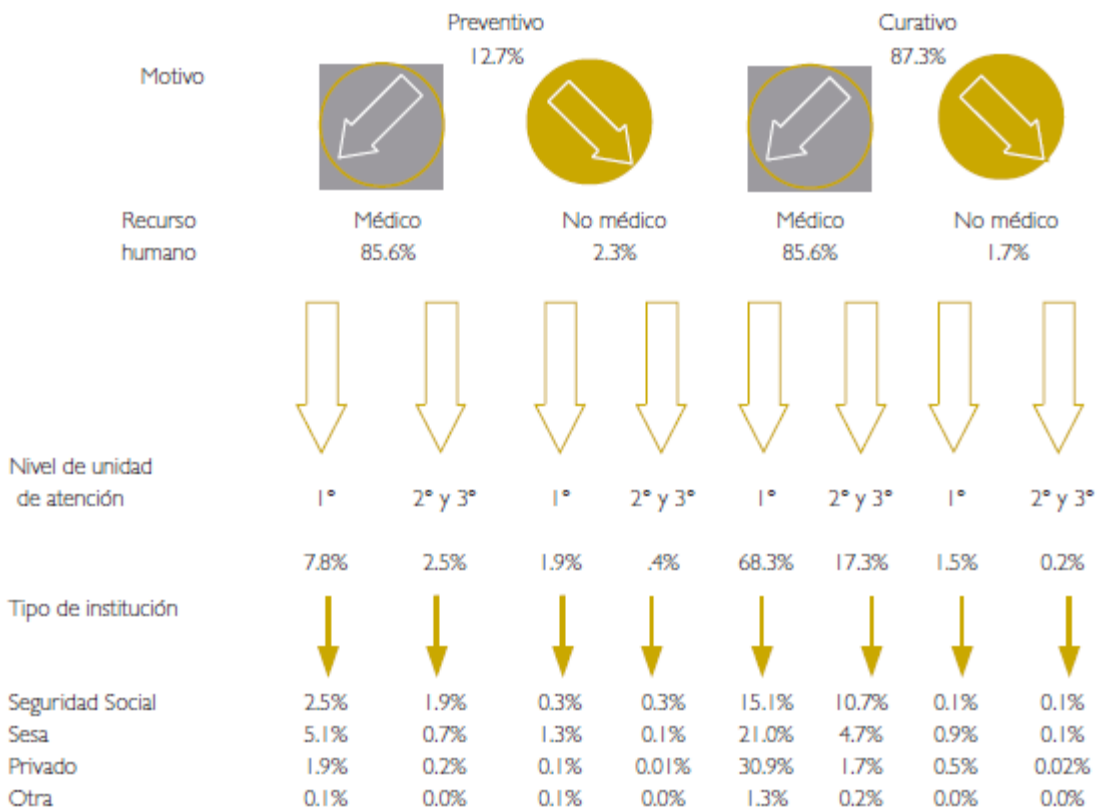 Preventivo Curativo
12.7% 87.3%
Motivo
Recurso Médico No médico Médico No médico
humano 85.6% 2.3% 85.6% 1.7%
Nivel de unidad
de atención 1° 2° y 3° 1° 2° y 3° 1° 2° y 3° 1° 2° y 3°
7.8% 2.5% 1.9% .4% 68.3% 17.3% 1.5% 0.2%
Tipo de institución
Seguridad Social 2.5% 1.9% 0.3% 0.3% 15.1% 10.7% 0.1% 0.1%
Sesa 5.1% 0.7% 1.3% 0.1% 21.0% 4.7% 0.9% 0.1%
Privado 1.9% 0.2% 0.1% 0.01% 30.9% 1.7% 0.5% 0.02%
Otra 0.1% 0.0% 0.1% 0.0% 1.3% 0.2% 0.0% 0.0%